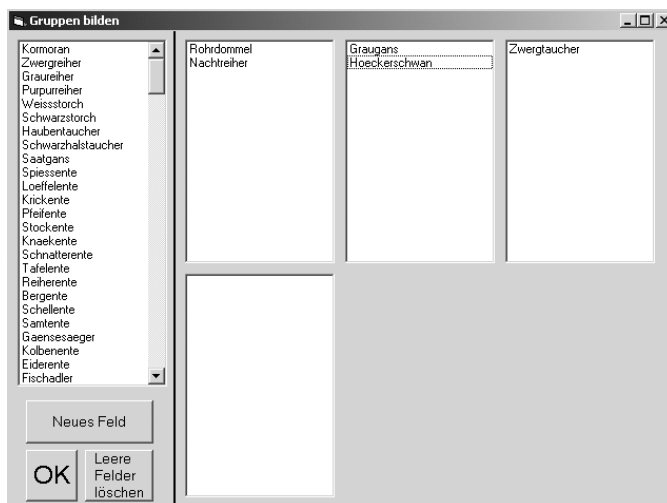 Gruppen bilden
Kormoran
Zwergreiher
Graureiher
Purpurreiher
Weissstorch
Schwarzstorch
Haubentaucher
Schwarzhalstaucher
Saatgans
Spiessente
Loeffelente
Krickente
Pfeifente
Stockente
Knaekente
Schnatterente
Tafelente
Reiherente
Bergente
Schellente
Samtente
Gaensesaeger
Kolbenente
Eiderente
Fischadler
Rohrdommel
Nachtreiher
Graugans
Hoeckerschwan
Zwergtaucher
Neues Feld
OK
Leere
Felder
löschen